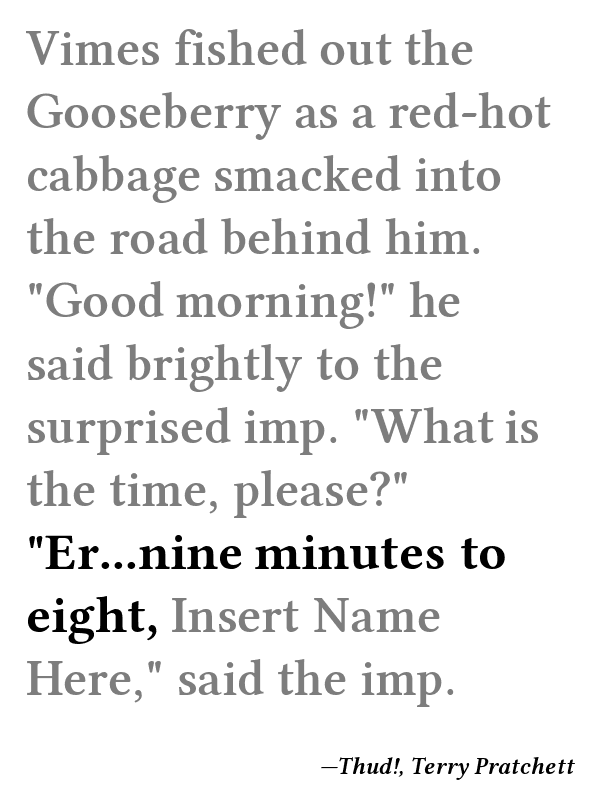 Vimes fished out the
Gooseberry as a red-hot
cabbage smacked into
the road behind him.
"Good morning!" he
said brightly to the
surprised imp. "What is
the time, please?"
"Er...nine minutes to
eight, Insert Name
Here," said the imp.
—Thud!, Terry Pratchett